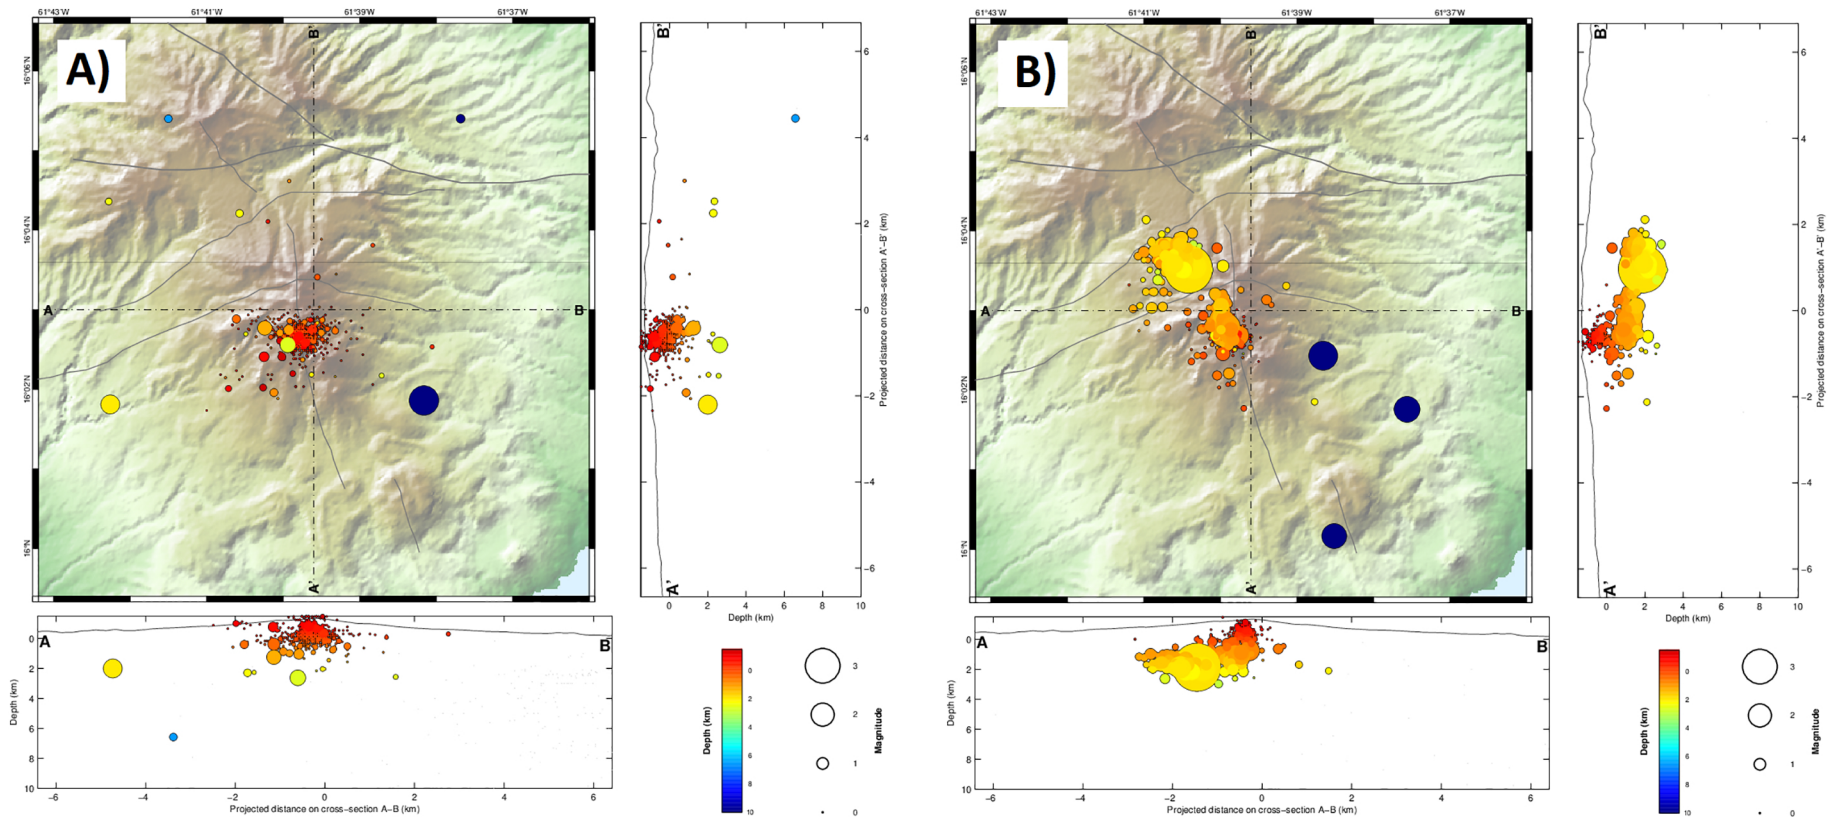 61°43'W 61°41'W 61°39'W 61°37'W
A)
16°06'N
16°04'N
16°02'N
16°N
B'
A B
A'
B'
6
4
2
0
−2
−4
−6
Projected distance on cross−section A'−B' (km)
A'
0 2 4 6 8 10
Depth (km)
A B
0
2
4
6
8
10
Depth (km)
−6 −4 −2 0 2 4 6
Projected distance on cross−section A−B (km)
Depth (km)
0
2
4
6
8
10
3
2
1
0
Magnitude
61°43'W 61°41'W 61°39'W 61°37'W
B)
16°06'N
16°04'N
16°02'N
16°N
B'
A B
A'
B'
6
4
2
0
−2
−4
−6
Projected distance on cross−section A'−B' (km)
A'
0 2 4 6 8 10
Depth (km)
A B
0
2
4
6
8
10
Depth (km)
−6 −4 −2 0 2 4 6
Projected distance on cross−section A−B (km)
Depth (km)
0
2
4
6
8
10
3
2
1
0
Magnitude